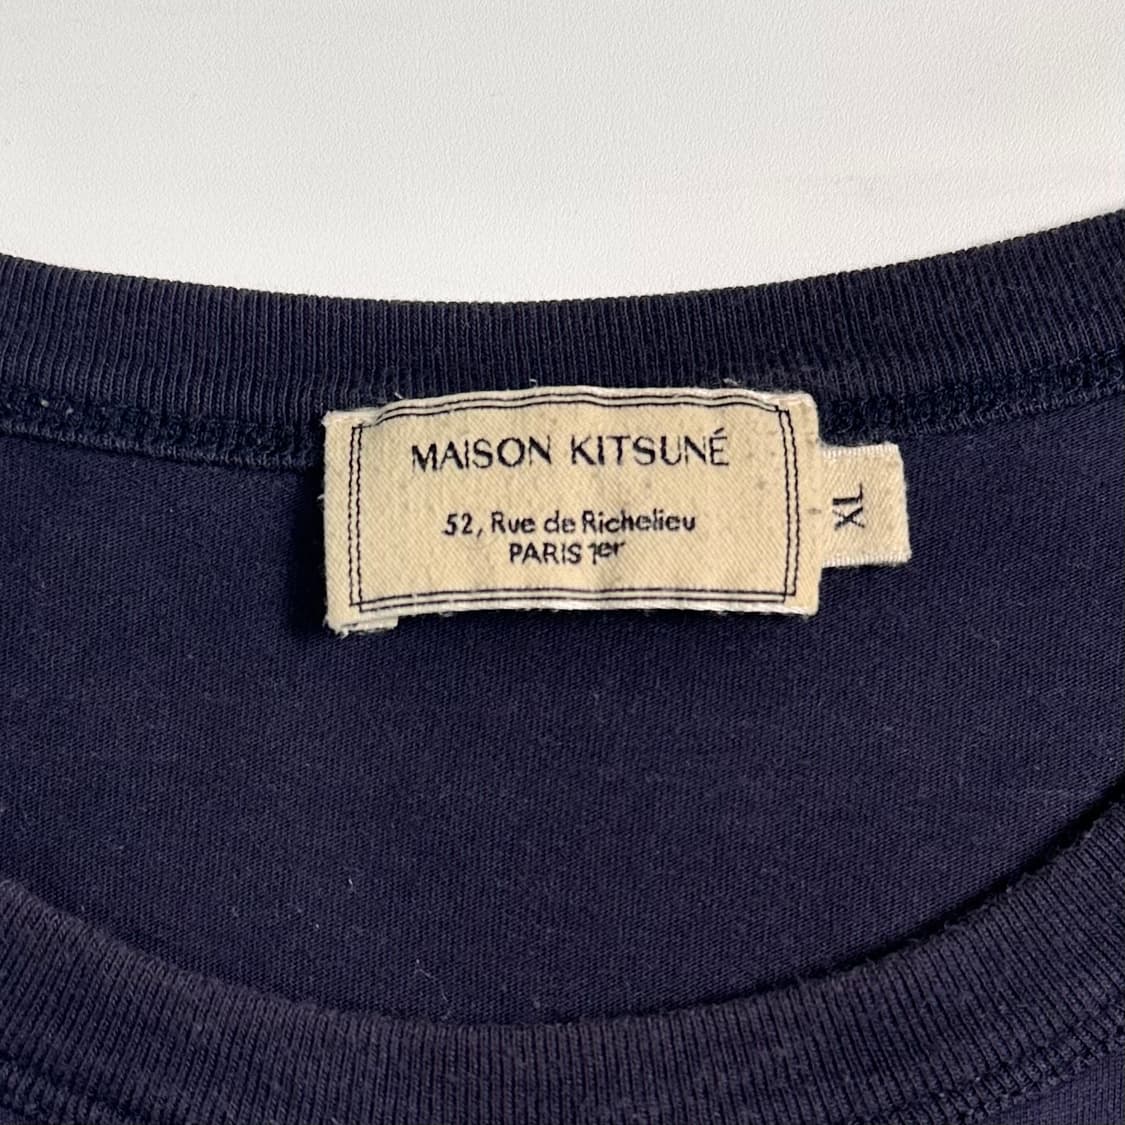 MAISON KITSUNÉ
52, Rue de Richelieu
PARIS 1er
XL